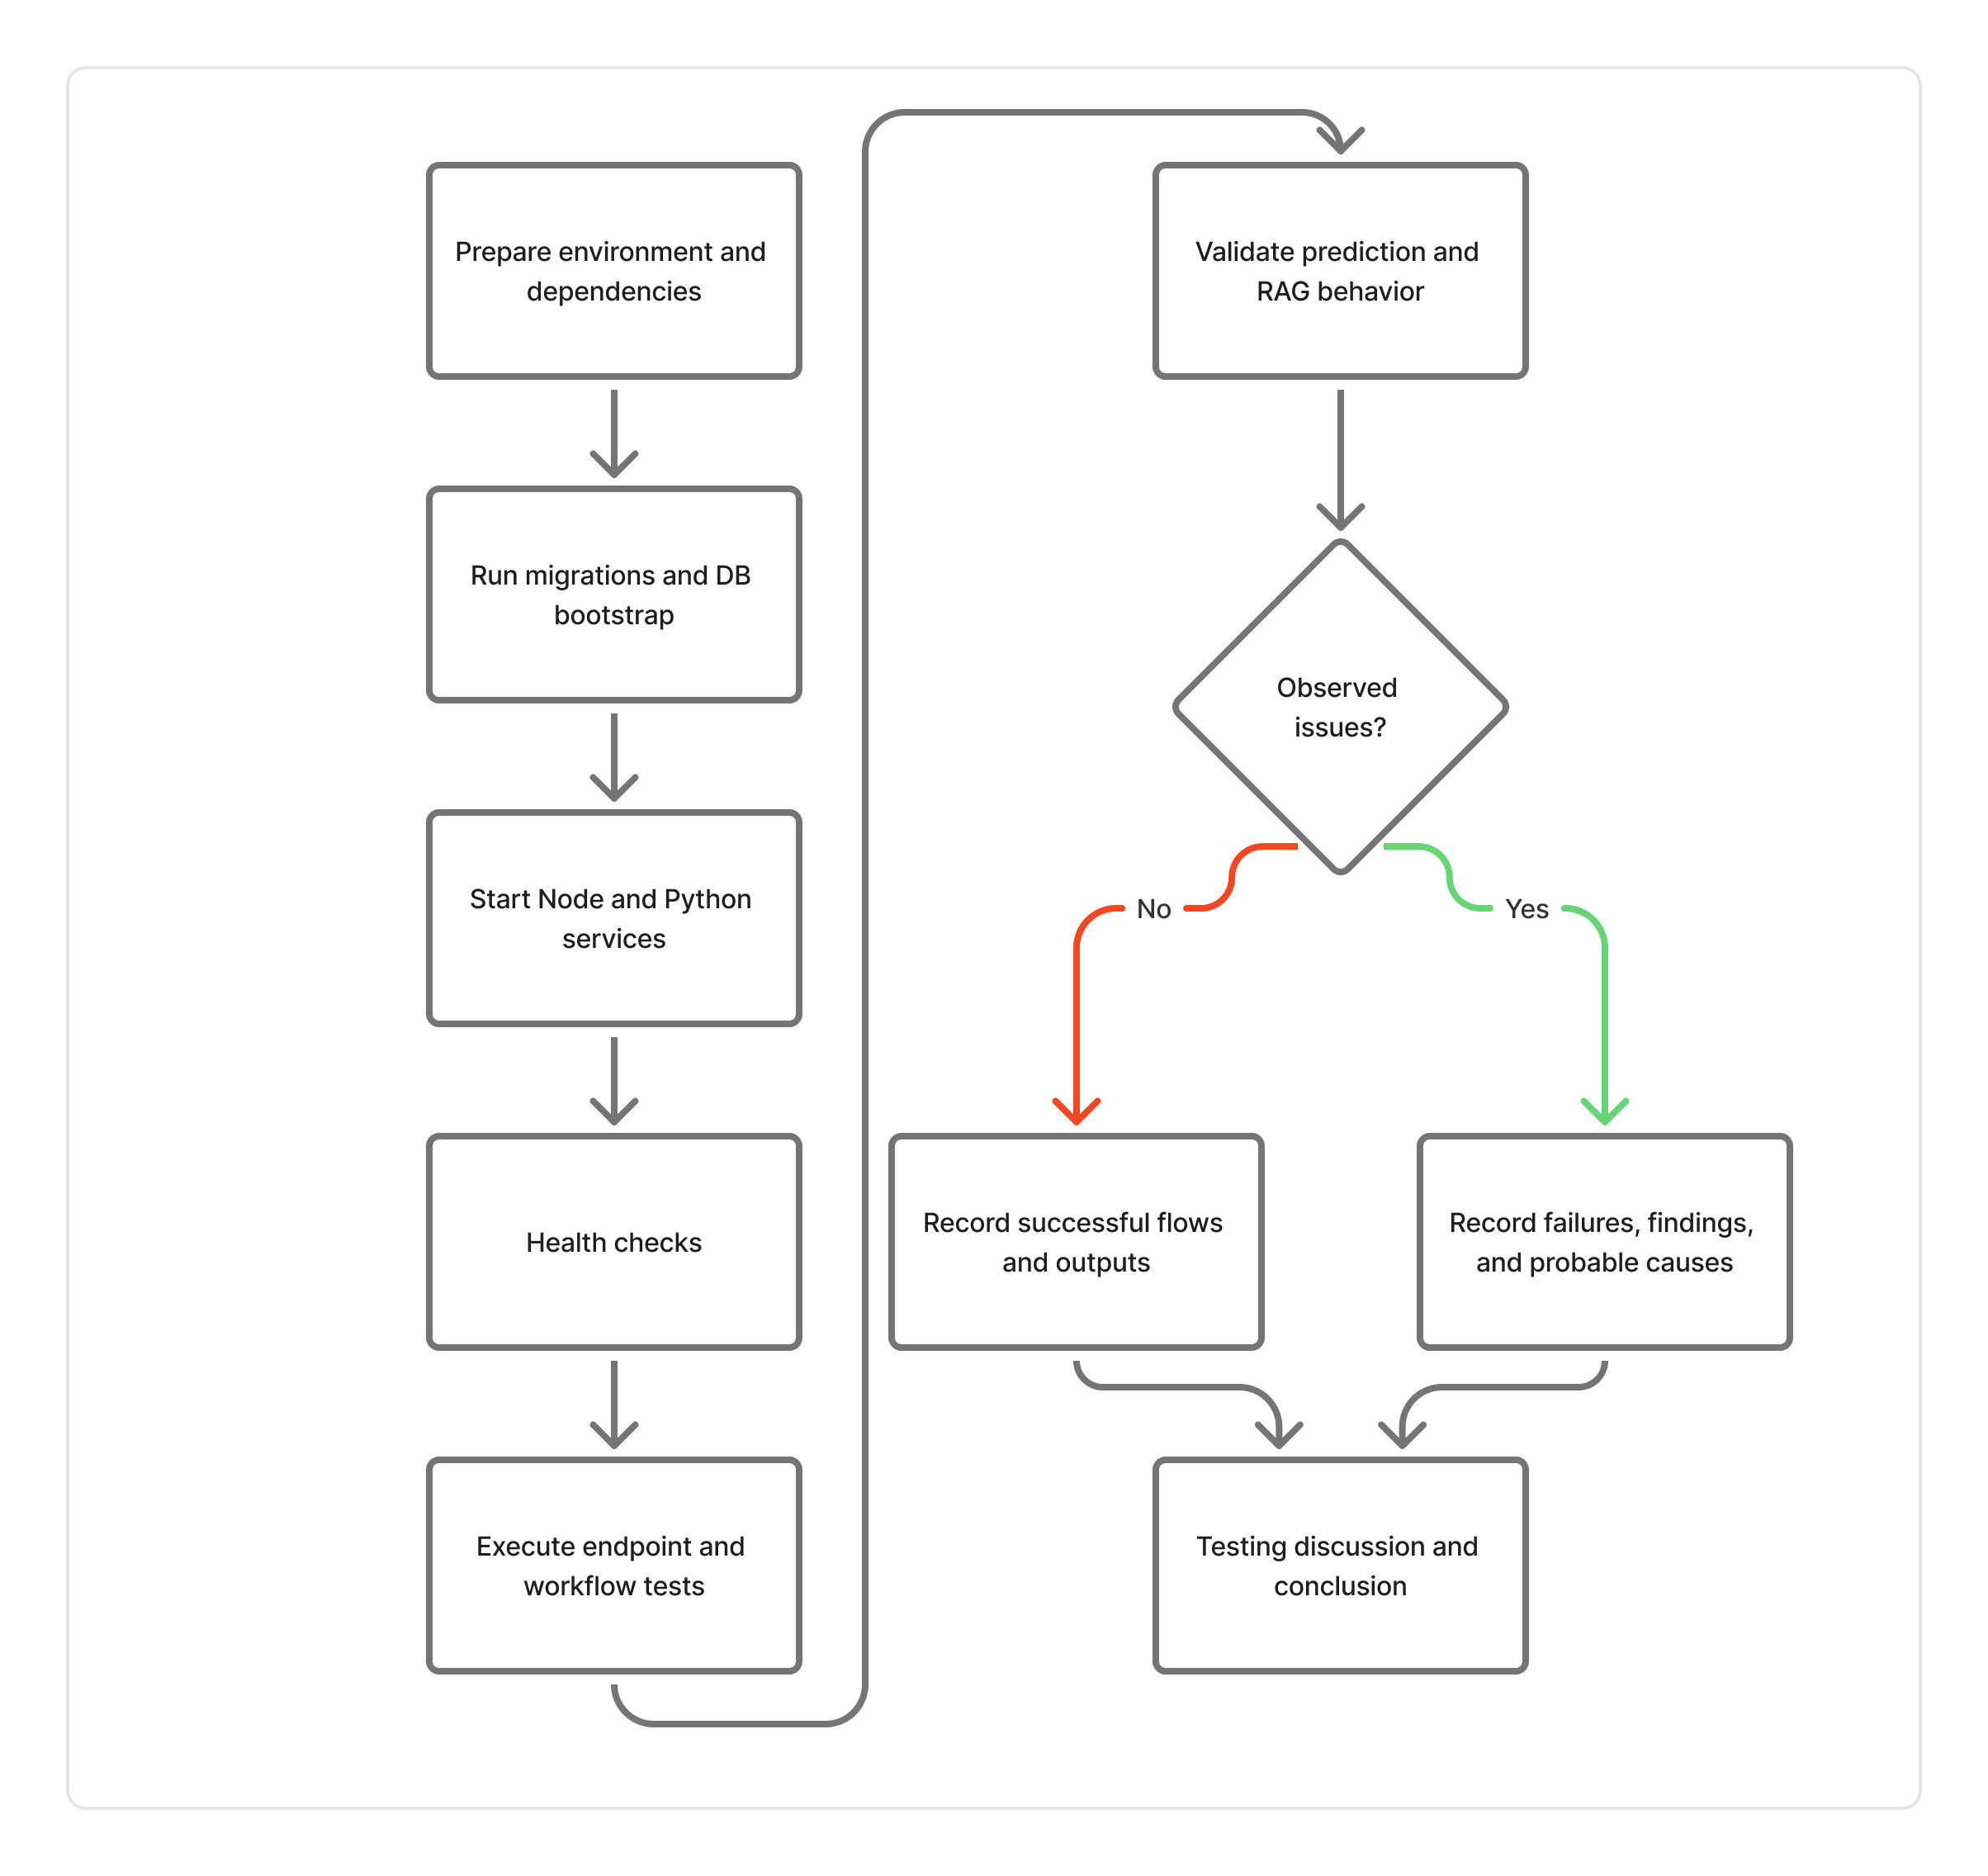 Prepare environment and
dependencies
Run migrations and DB
bootstrap
Start Node and Python
services
Health checks
Execute endpoint and
workflow tests
Validate prediction and
RAG behavior
Observed
issues?
No
Yes
Record successful flows
and outputs
Record failures, findings,
and probable causes
Testing discussion and
conclusion